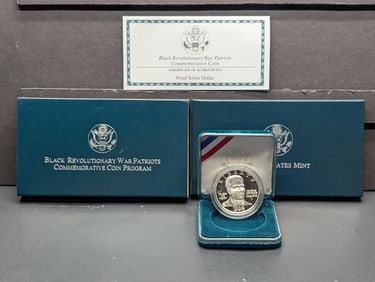 Black Revolutionary War Patriots
Commemorative Coin
CERTIFICATE OF AUTHENTICITY
Proof Silver Dollar
BLACK REVOLUTIONARY WAR PATRIOTS
COMMEMORATIVE COIN PROGRAM
TES MINT